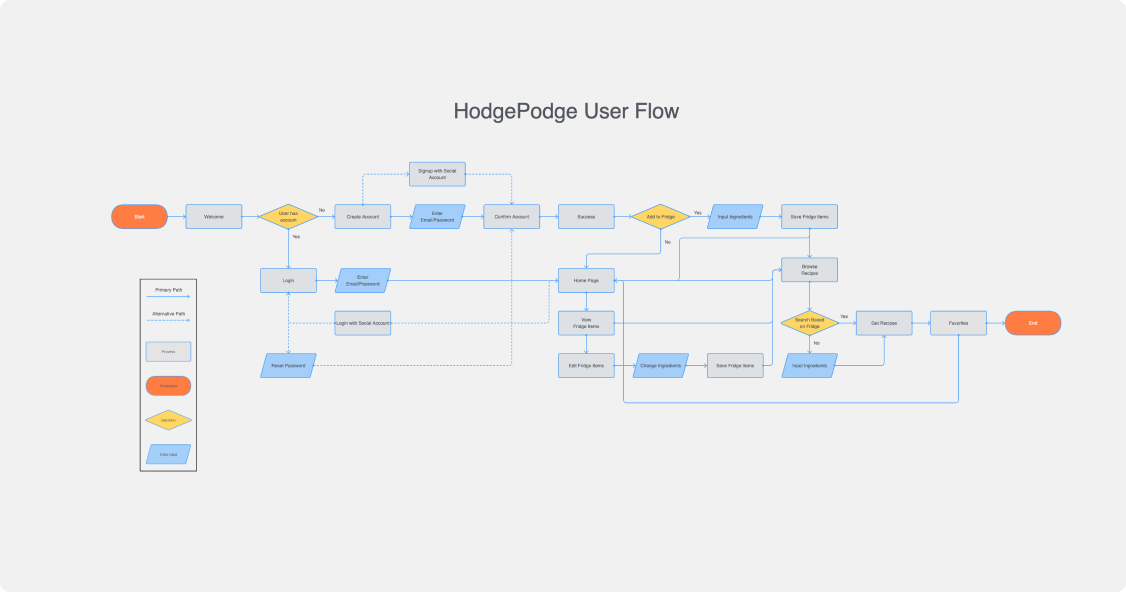 HodgePodge User Flow
Signup with Social
Account
Start
Welcome
User has
account
No
Create Account
Enter
Email/Password
Confirm Account
Success
Add to Fridge
Yes
Input Ingredients
Save Fridge Items
Yes
No
Login
Enter
Email/Password
Home Page
Browse
Recipes
Primary Path
Alternative Path
Login with Social Account
View
Fridge Items
Search Based
on Fridge
Yes
Get Recipes
Favorites
End
No
Process
Reset Password
Edit Fridge Items
Change Ingredients
Save Fridge Items
Input Ingredients
Decision
Data Input